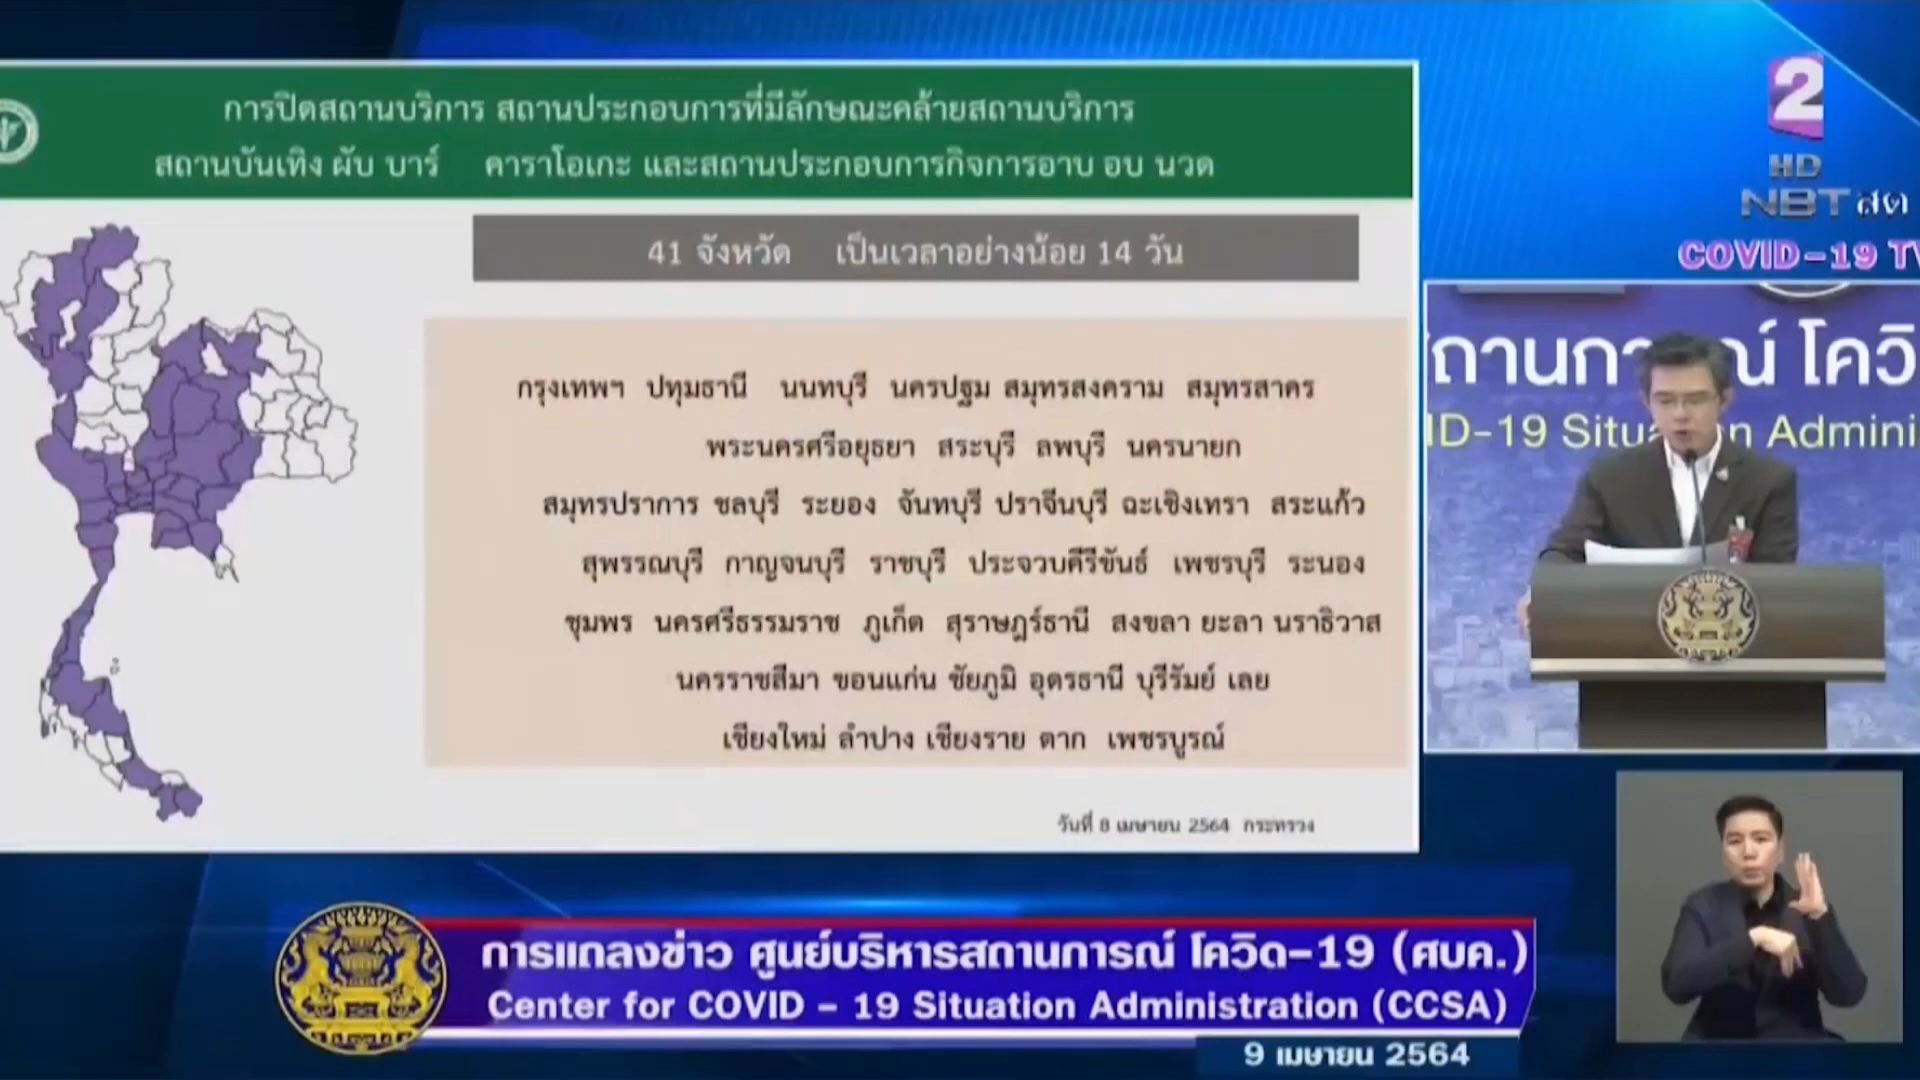 การปิดสถานบริการ สถานประกอบการที่มีลักษณะคล้ายสถานบริการ
สถานบันเทิง ผับ บาร์ คาราโอเกะ และสถานประกอบการกิจการอาบ อบ นวด
41 จังหวัด เป็นเวลาอย่างน้อย 14 วัน
กรุงเทพฯ ปทุมธานี นนทบุรี นครปฐม สมุทรสงคราม สมุทรสาคร
พระนครศรีอยุธยา สระบุรี ลพบุรี นครนายก
สมุทรปราการ ชลบุรี ระยอง จันทบุรี ปราจีนบุรี ฉะเชิงเทรา สระแก้ว
สุพรรณบุรี กาญจนบุรี ราชบุรี ประจวบคีรีขันธ์ เพชรบุรี ระนอง
ชุมพร นครศรีธรรมราช ภูเก็ต สุราษฎร์ธานี สงขลา ยะลา นราธิวาส
นครราชสีมา ขอนแก่น ชัยภูมิ อุดรธานี บุรีรัมย์ เลย
เชียงใหม่ ลำปาง เชียงราย ตาก เพชรบูรณ์
วันที่ 8 เมษายน 2564 กระทรวง
2
HD
NBT สด
COVID-19 TV
ถานการณ์ โควิ
ID-19 Situ n Admini
การแถลงข่าว ศูนย์บริหารสถานการณ์ โควิด-19 (ศบค.)
Center for COVID - 19 Situation Administration (CCSA)
9 เมษายน 2564